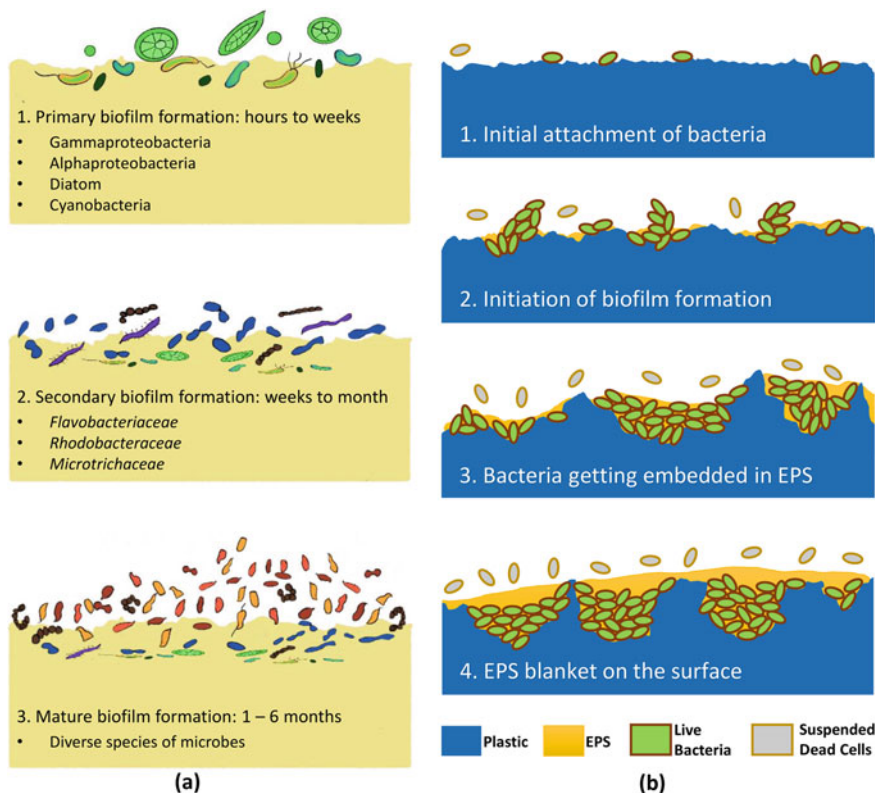 1. Primary biofilm formation: hours to weeks
• Gammaproteobacteria
• Alphaproteobacteria
• Diatom
• Cyanobacteria
2. Secondary biofilm formation: weeks to month
• Flavobacteriaceae
• Rhodobacteraceae
• Microtrichaceae
3. Mature biofilm formation: 1 – 6 months
• Diverse species of microbes
(a)
1. Initial attachment of bacteria
2. Initiation of biofilm formation
3. Bacteria getting embedded in EPS
4. EPS blanket on the surface
Plastic
EPS
Live
Bacteria
Suspended
Dead Cells
(b)